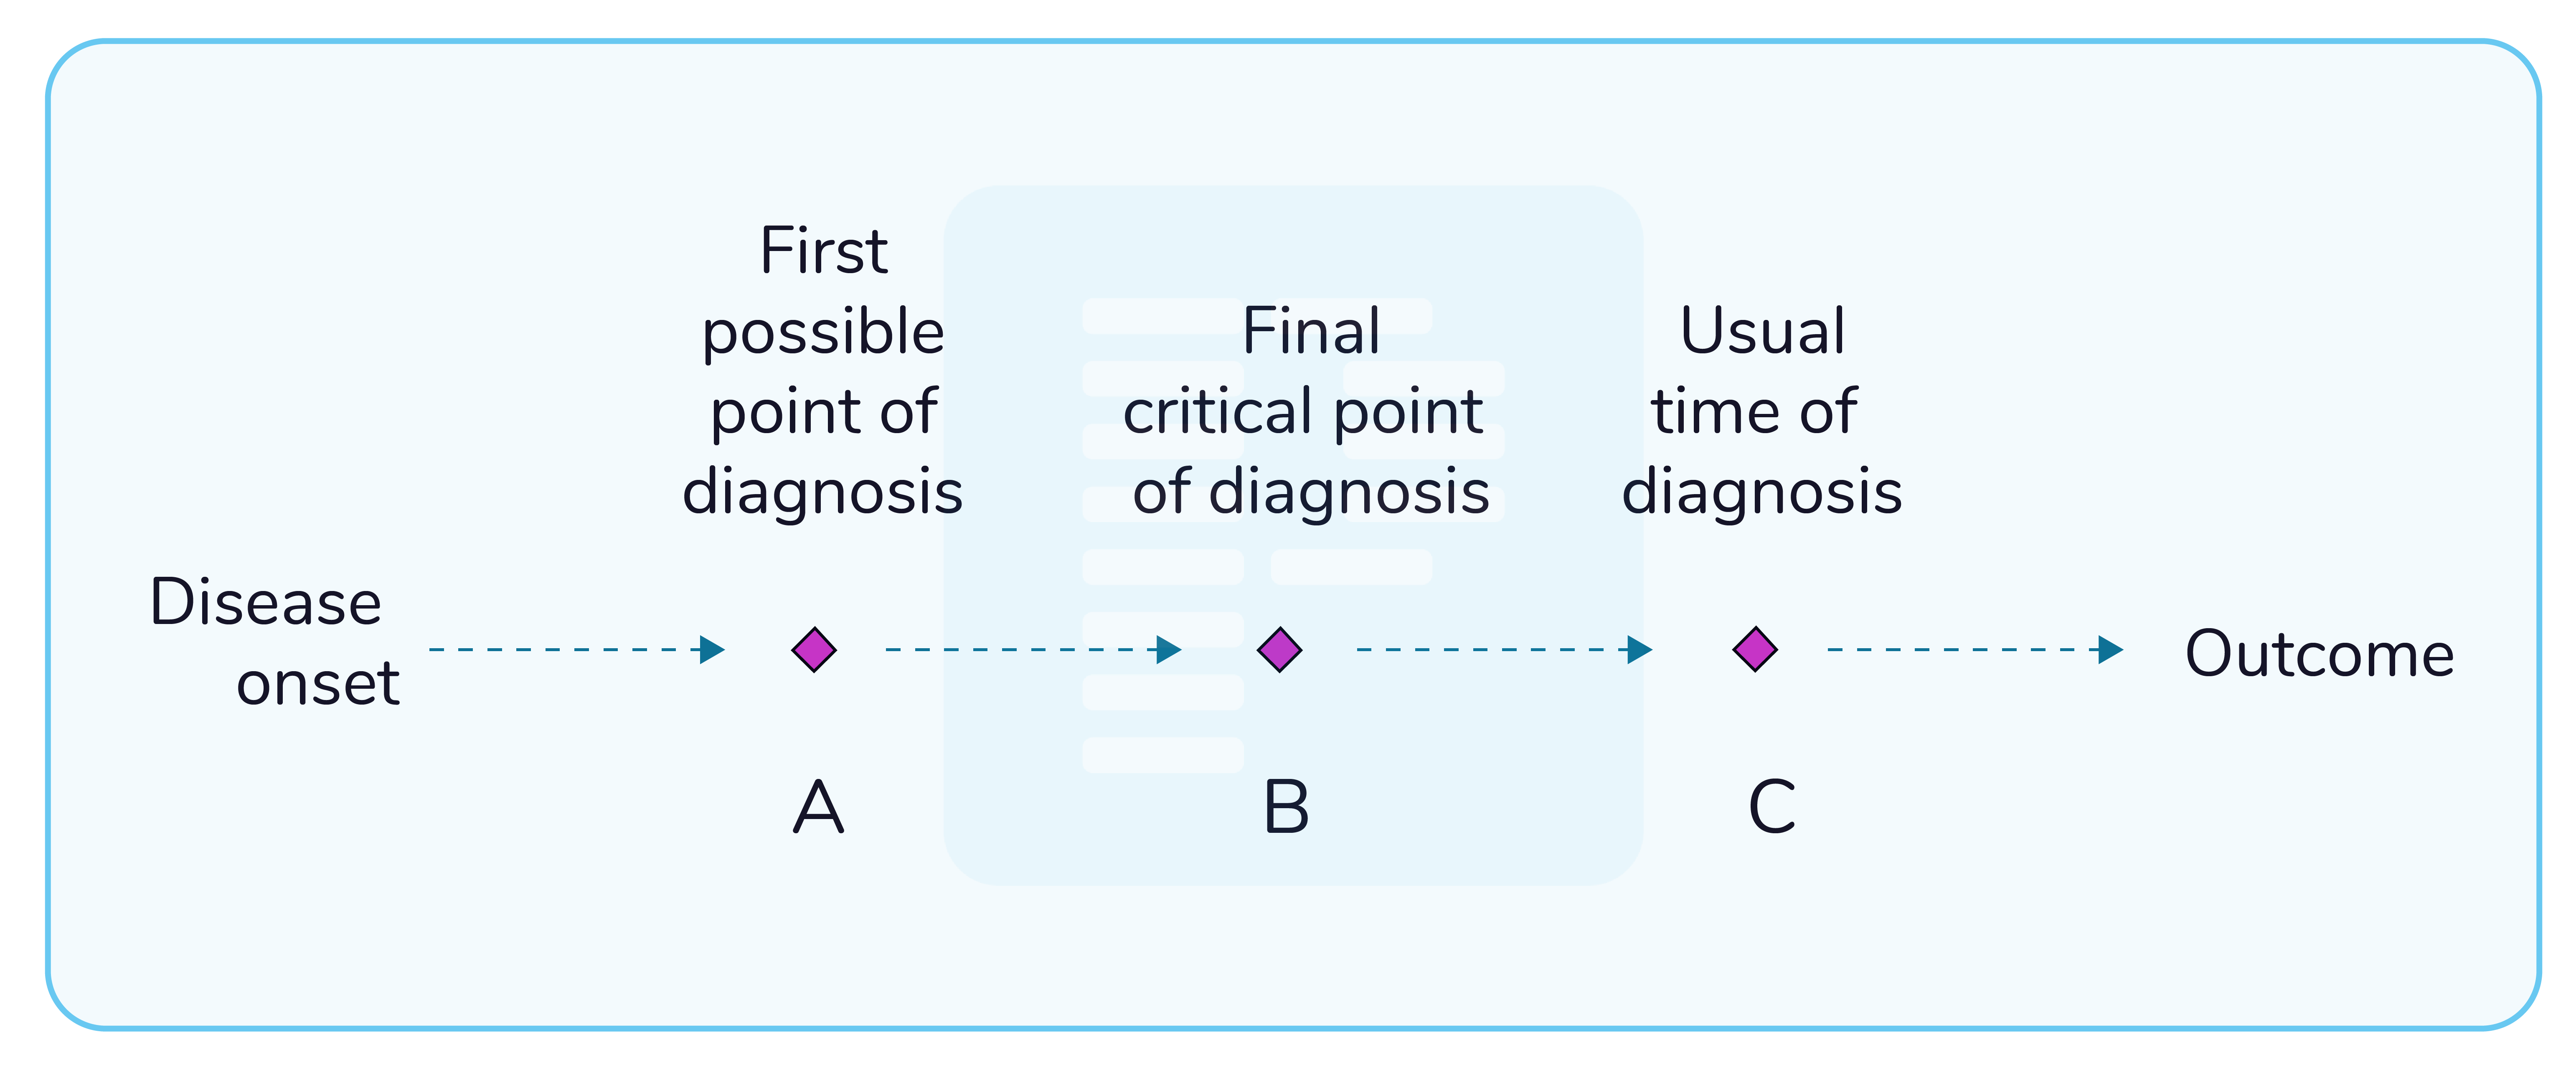 First
possible
point of
diagnosis
Final
critical point
of diagnosis
Usual
time of
diagnosis
Disease
onset
Outcome
A
B
C